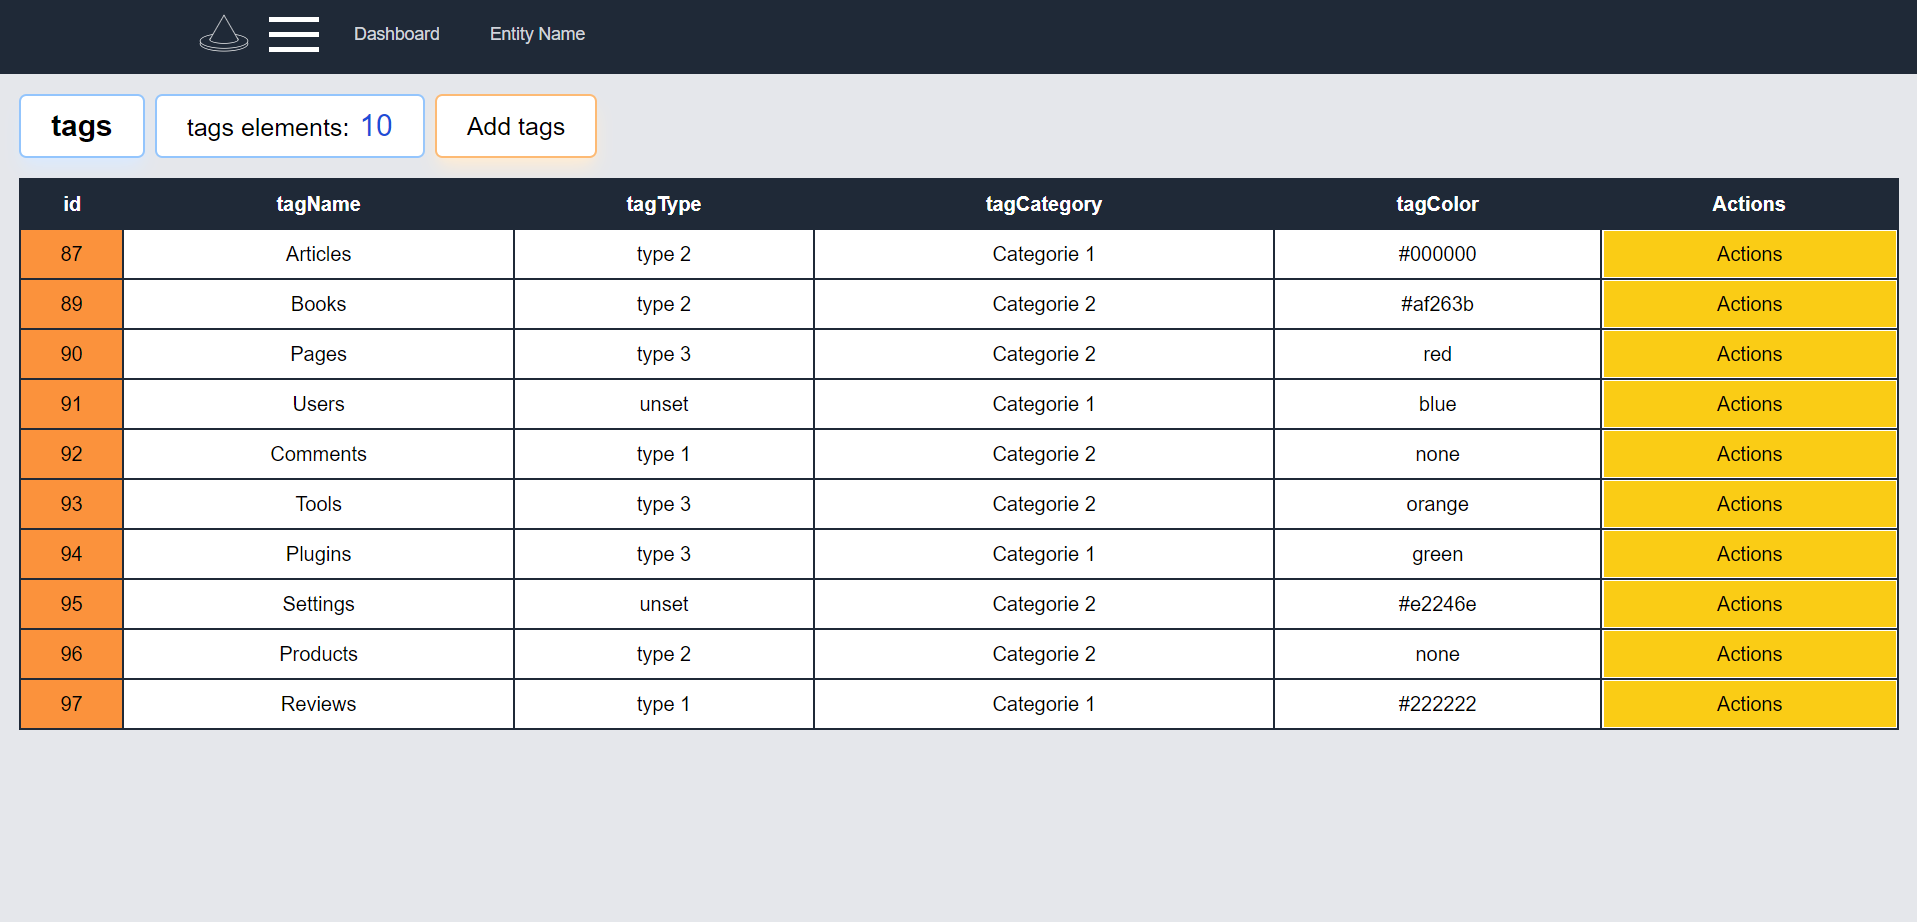 Dashboard Entity Name
tags tags elements: 10 Add tags
id tagName tagType tagCategory tagColor Actions
87 Articles type 2 Categorie 1 #000000 Actions
89 Books type 2 Categorie 2 #af263b Actions
90 Pages type 3 Categorie 2 red Actions
91 Users unset Categorie 1 blue Actions
92 Comments type 1 Categorie 2 none Actions
93 Tools type 3 Categorie 2 orange Actions
94 Plugins type 3 Categorie 1 green Actions
95 Settings unset Categorie 2 #e2246e Actions
96 Products type 2 Categorie 2 none Actions
97 Reviews type 1 Categorie 1 #222222 Actions